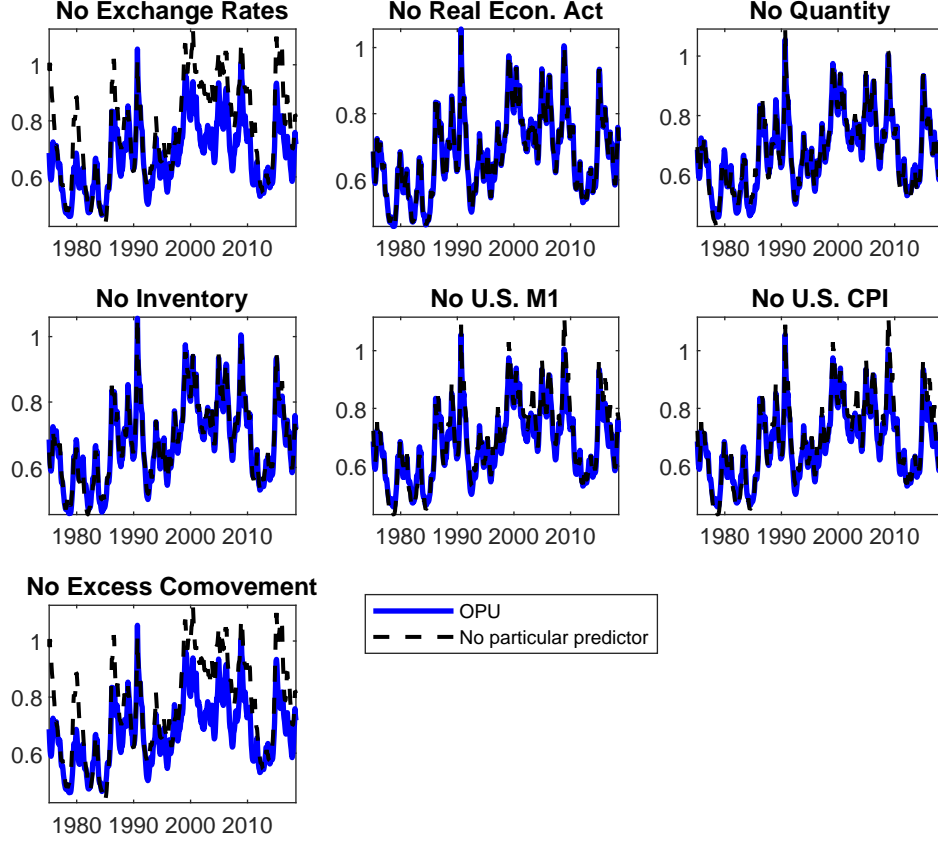 No Exchange Rates
No Real Econ. Act
No Quantity
1
0.8
0.6
1980 1990 2000 2010
1
0.8
0.6
1980 1990 2000 2010
1
0.8
0.6
1980 1990 2000 2010
No Inventory
No U.S. M1
No U.S. CPI
1
0.8
0.6
1980 1990 2000 2010
1
0.8
0.6
1980 1990 2000 2010
1
0.8
0.6
1980 1990 2000 2010
No Excess Comovement
1
0.8
0.6
1980 1990 2000 2010
OPU
No particular predictor